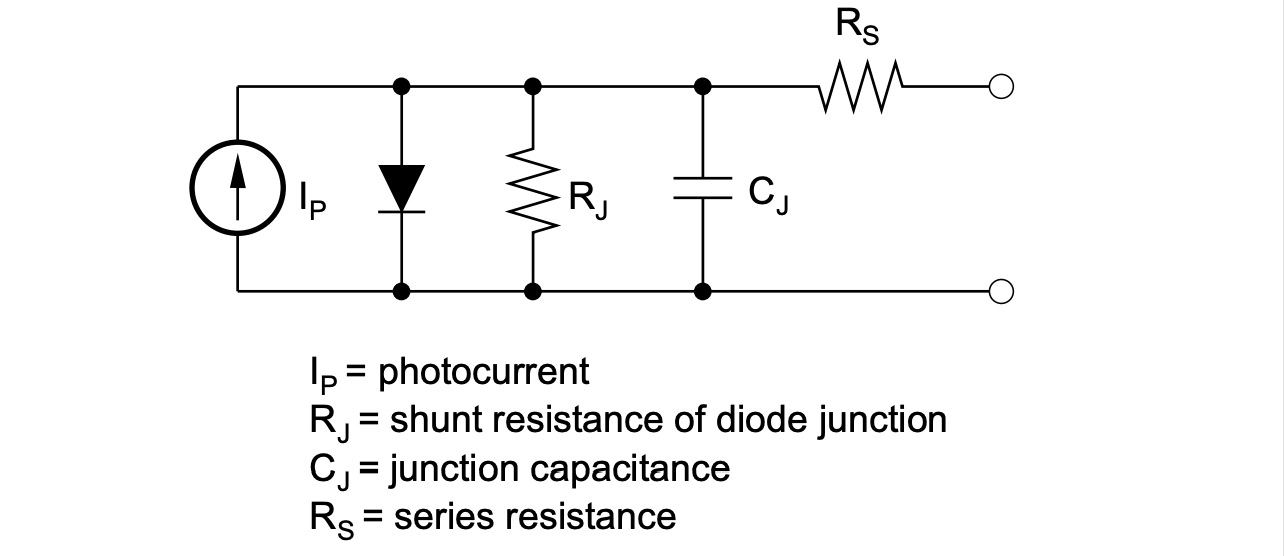 R_S
I_P
R_J
C_J
I_P = photocurrent
R_J = shunt resistance of diode junction
C_J = junction capacitance
R_S = series resistance